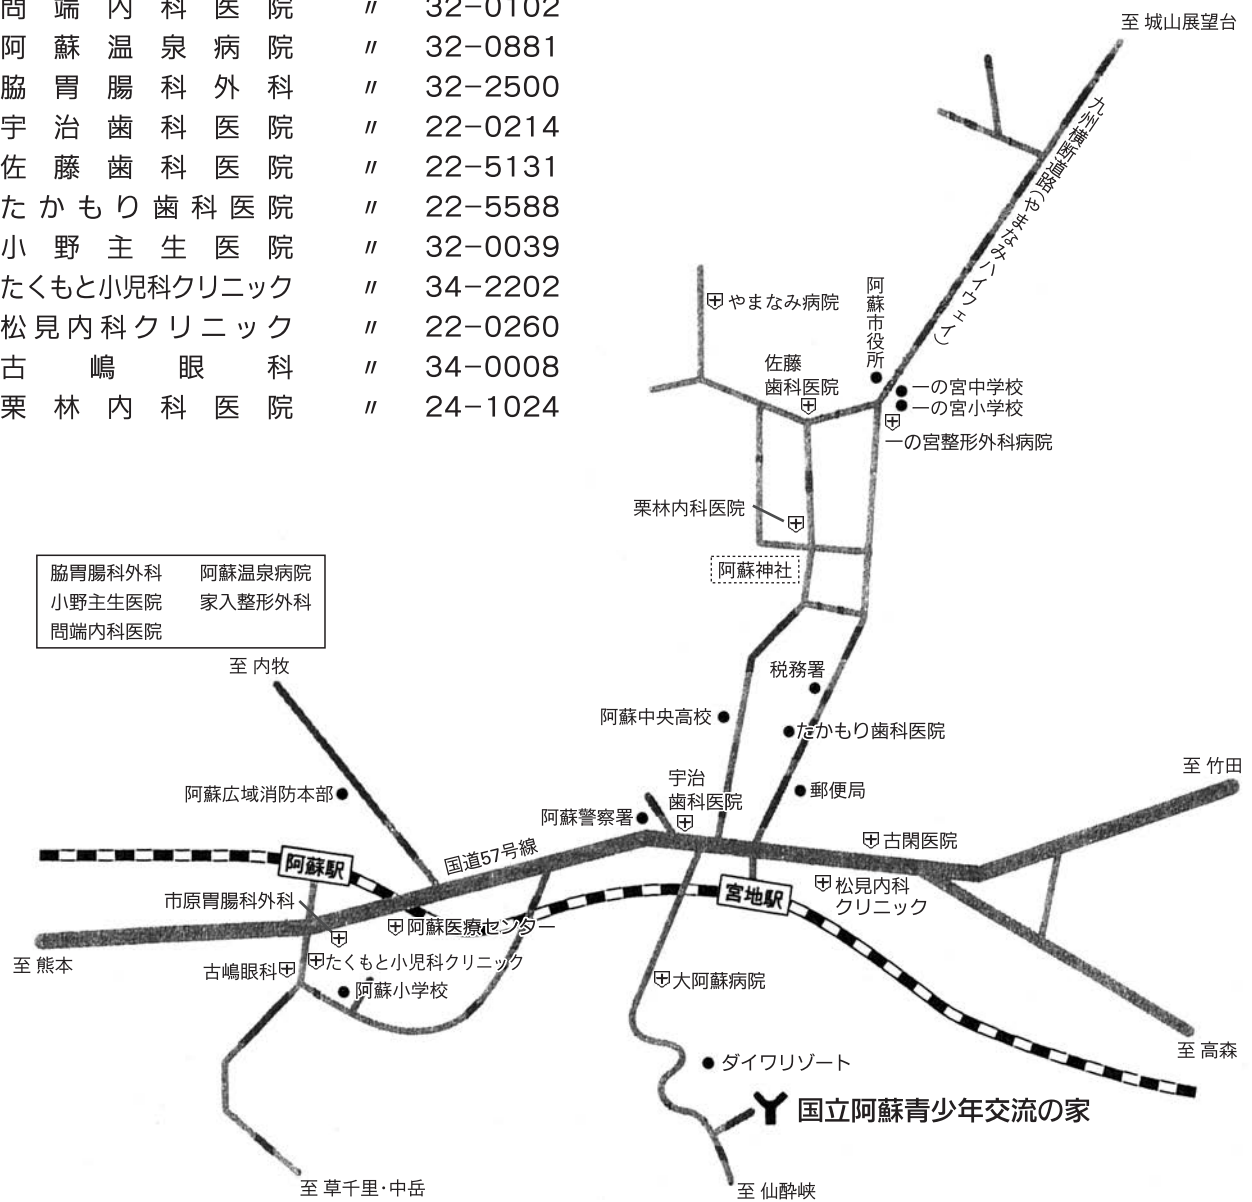 問端内科医院 〃 32-0102
阿蘇温泉病院 〃 32-0881
脇胃腸科外科 〃 32-2500
宇治歯科医院 〃 22-0214
佐藤歯科医院 〃 22-5131
たかもり歯科医院 〃 22-5588
小野主生医院 〃 32-0039
たくもと小児科クリニック 〃 34-2202
松見内科クリニック 〃 22-0260
古嶋眼科 〃 34-0008
栗林内科医院 〃 24-1024
至 城山展望台
九州横断道路(やまなみハイウェイ)
やまなみ病院
阿蘇市役所
佐藤
歯科医院
一の宮中学校
一の宮小学校
一の宮整形外科病院
栗林内科医院
阿蘇神社
脇胃腸科外科 阿蘇温泉病院
小野主生医院 家入整形外科
問端内科医院
至 内牧
税務署
阿蘇中央高校
たかもり歯科医院
至 竹田
宇治
歯科医院
郵便局
阿蘇広域消防本部
阿蘇警察署
古閑医院
国道57号線
阿蘇駅
宮地駅
松見内科
クリニック
市原胃腸科外科
阿蘇医療センター
至 熊本
古嶋眼科
たくもと小児科クリニック
阿蘇小学校
大阿蘇病院
至 高森
ダイワリゾート
国立阿蘇青少年交流の家
至 草千里・中岳
至 仙酔峡